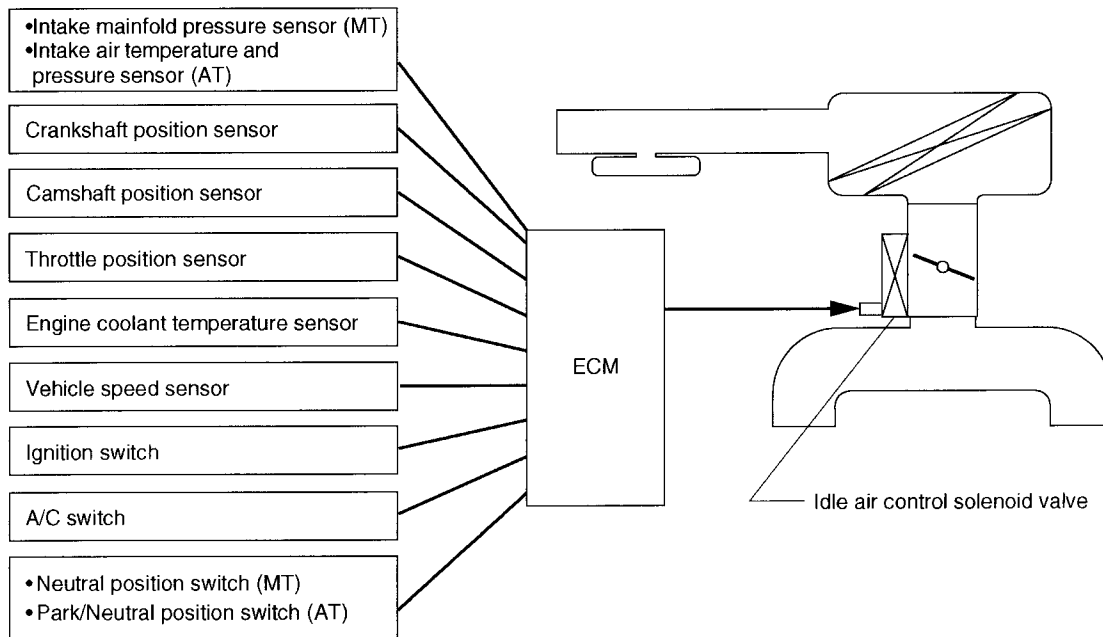 •Intake mainfold pressure sensor (MT)
•Intake air temperature and
pressure sensor (AT)
Crankshaft position sensor
Camshaft position sensor
Throttle position sensor
Engine coolant temperature sensor
Vehicle speed sensor
Ignition switch
A/C switch
•Neutral position switch (MT)
•Park/Neutral position switch (AT)
ECM
Idle air control solenoid valve